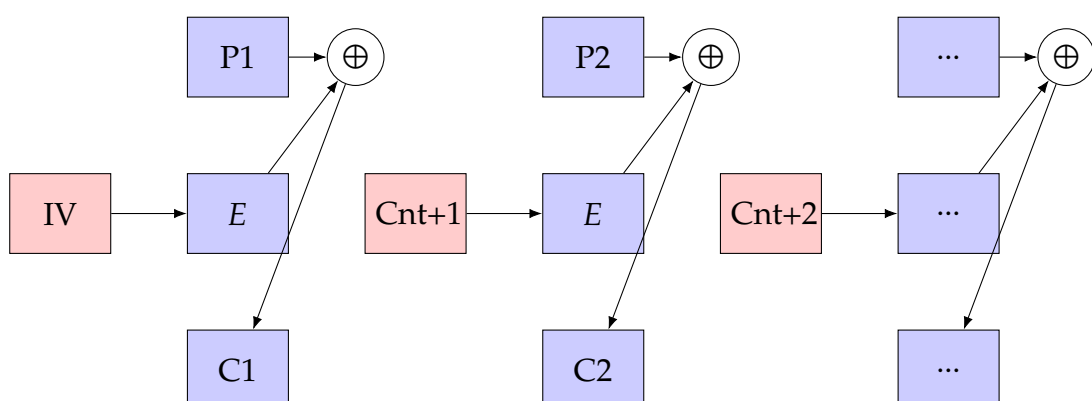 P1 ⊕ P2 ⊕ ... ⊕
IV E Cnt+1 E Cnt+2 ...
C1 C2 ...